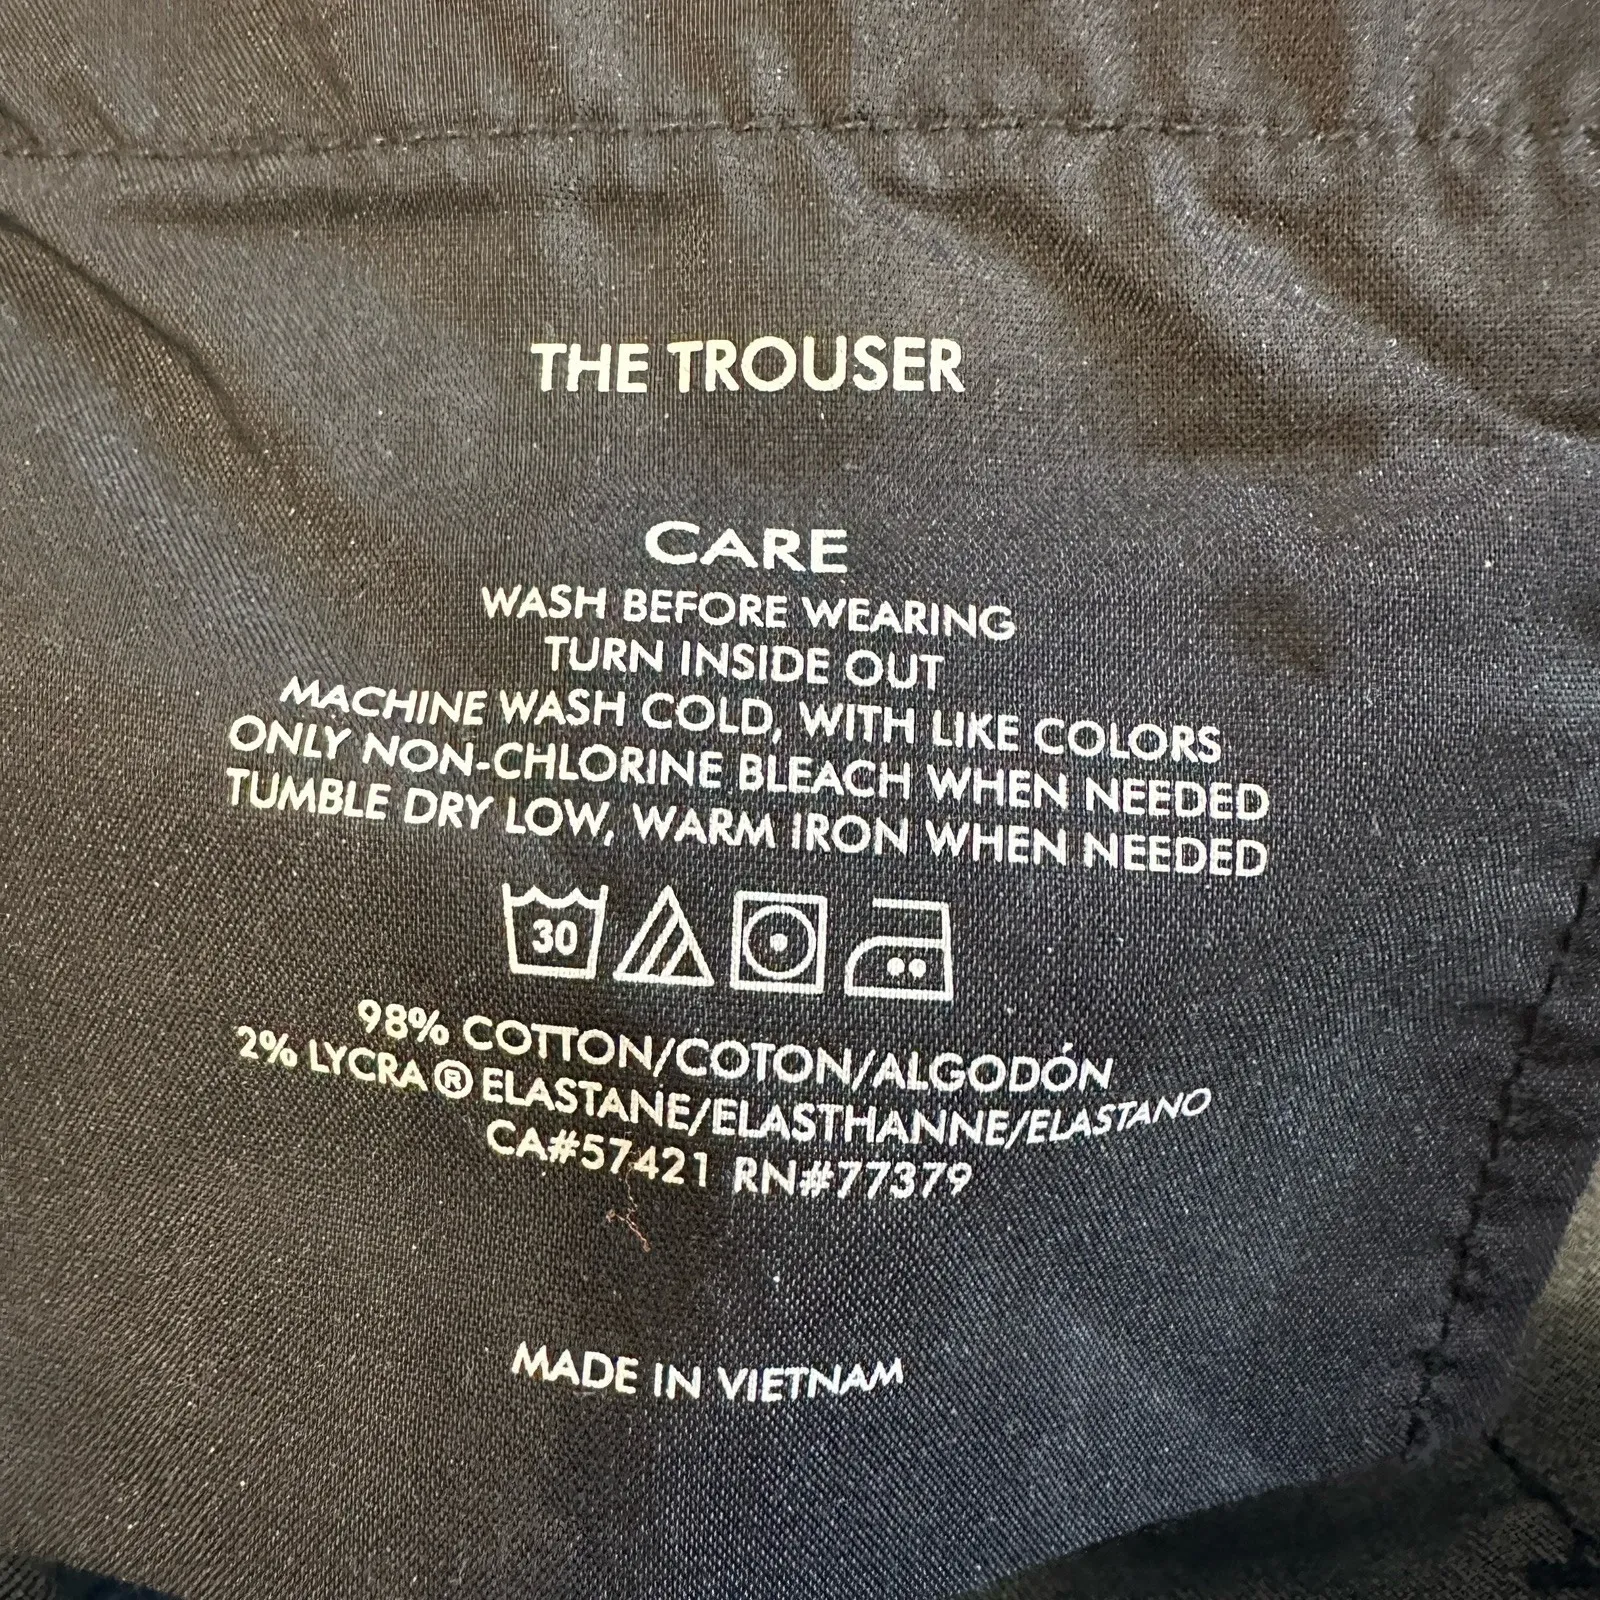 THE TROUSER
CARE
WASH BEFORE WEARING
TURN INSIDE OUT
MACHINE WASH COLD, WITH LIKE COLORS
ONLY NON-CHLORINE BLEACH WHEN NEEDED
TUMBLE DRY LOW, WARM IRON WHEN NEEDED
30
98% COTTON/COTON/ALGODÓN
2% LYCRA® ELASTANE/ELASTHANNE/ELASTANO
CA#57421 RN#77379
MADE IN VIETNAM